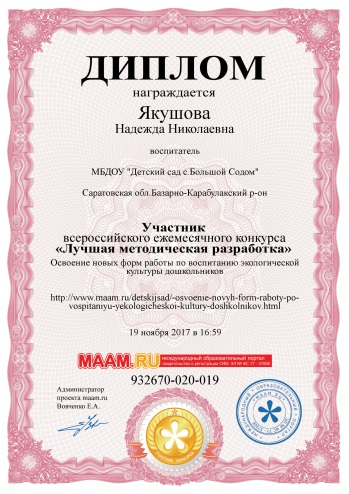 ДИПЛОМ
награждается
Якушова
Надежда Николаевна
воспитатель
МБДОУ "Детский сад с.Большой Содом"
Саратовская обл.Базарно-Карабулакский р-он
Участник
всероссийского ежемесячного конкурса
«Лучшая методическая разработка»
Освоение новых форм работы по воспитанию экологической
культуры дошкольников
http://www.maam.ru/detskijsad/-osvoenie-novyh-form-raboty-po-
vospitaniyu-yekologicheskoi-kultury-doshkolnikov.html
19 ноября 2017 в 16:59
MAAM.RU
международный образовательный портал
932670-020-019
Администратор
проекта maam.ru
Вовченко Е.А.